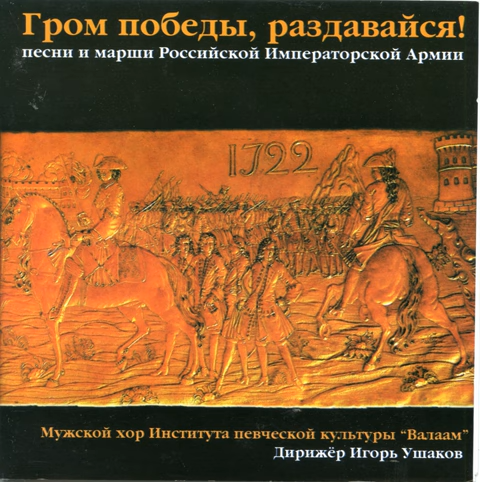 Гром победы, раздавайся!
песни и марши Российской Императорской Армии
1722
Мужской хор Института певческой культуры “Валаам”
Дирижёр Игорь Ушаков